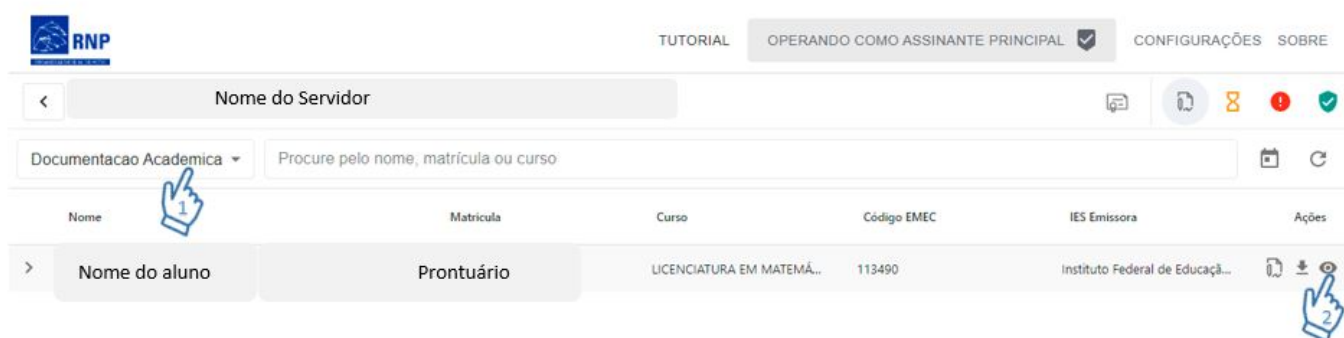 RNP
TUTORIAL OPERANDO COMO ASSINANTE PRINCIPAL CONFIGURAÇÕES SOBRE
Nome do Servidor
Documentacao Academica Procure pelo nome, matrícula ou curso
1
Nome Matrícula Curso Código EMEC IES Emissora Ações
Nome do aluno Prontuário LICENCIATURA EM MATEMÁ... 113490 Instituto Federal de Educaçã...
2